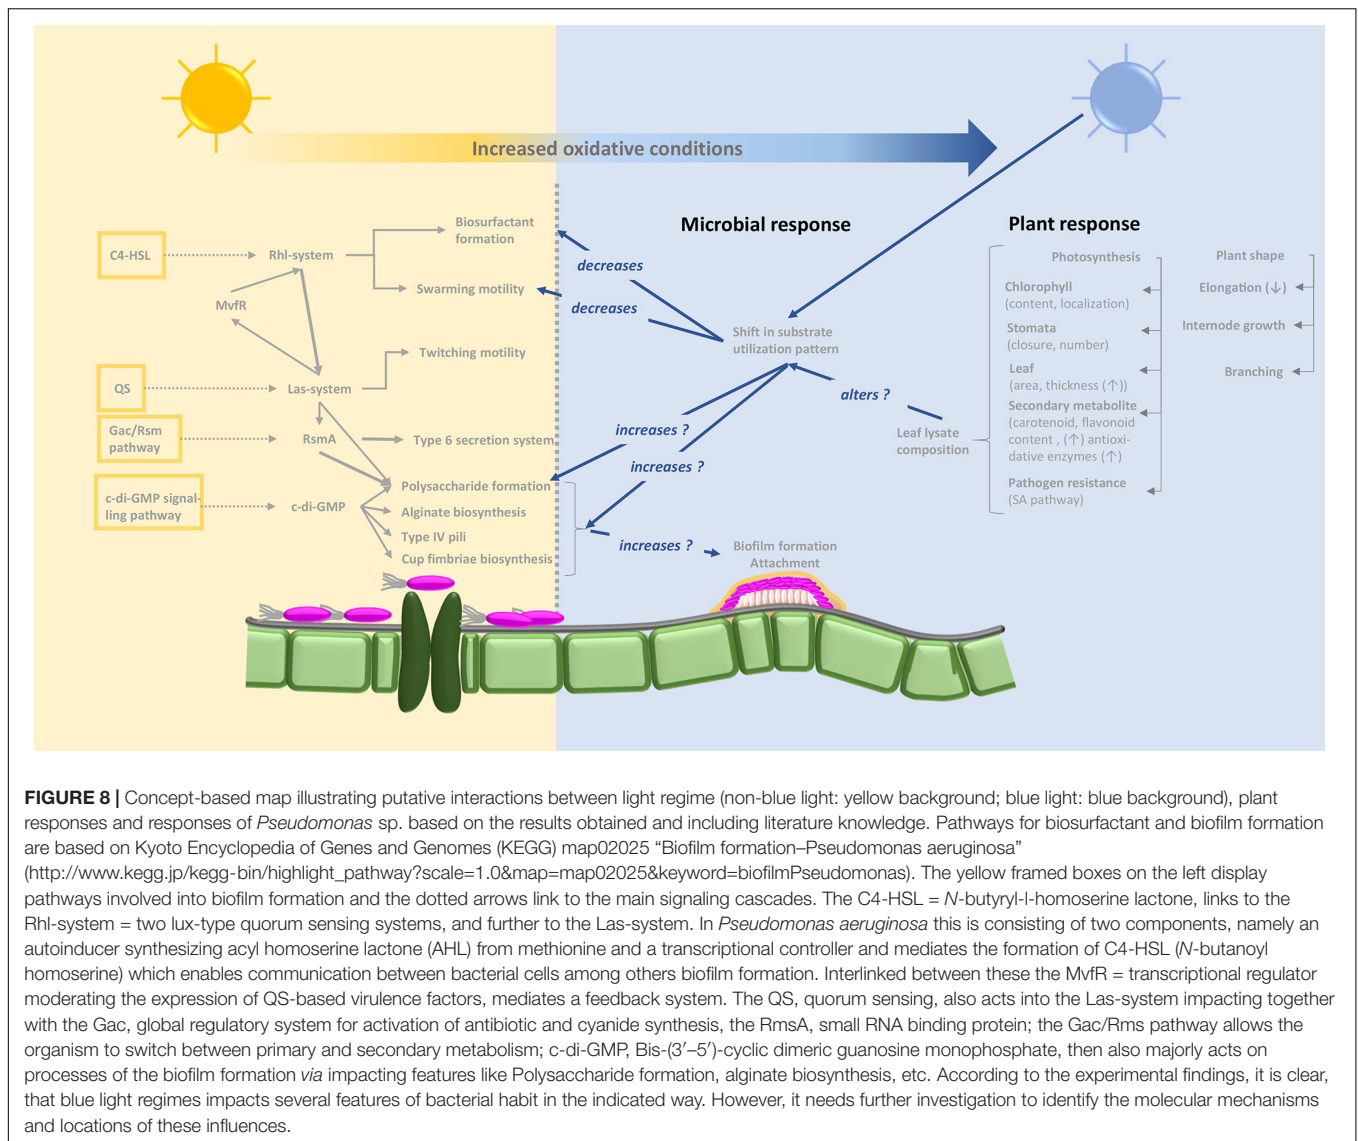 Increased oxidative conditions
Microbial response
Plant response
C4-HSL
Rhl-system
Biosurfactant
formation
Swarming motility
MvfR
Twitching motility
QS
Las-system
Gac/Rsm
pathway
RsmA
Type 6 secretion system
Polysaccharide formation
c-di-GMP signal-
ling pathway
c-di-GMP
Alginate biosynthesis
Type IV pili
Cup fimbriae biosynthesis
decreases
decreases
Shift in substrate
utilization pattern
alters ?
increases ?
increases ?
increases ?
Biofilm formation
Attachment
Leaf lysate
composition
Photosynthesis
Chlorophyll
(content, localization)
Stomata
(closure, number)
Leaf
(area, thickness (↑))
Secondary metabolite
(carotenoid, flavonoid
content , (↑) antioxi-
dative enzymes (↑)
Pathogen resistance
(SA pathway)
Plant shape
Elongation (↓)
Internode growth
Branching
FIGURE 8 | Concept-based map illustrating putative interactions between light regime (non-blue light: yellow background; blue light: blue background), plant
responses and responses of Pseudomonas sp. based on the results obtained and including literature knowledge. Pathways for biosurfactant and biofilm formation
are based on Kyoto Encyclopedia of Genes and Genomes (KEGG) map02025 “Biofilm formation–Pseudomonas aeruginosa”
(http://www.kegg.jp/kegg-bin/highlight_pathway?scale=1.0&map=map02025&keyword=biofilmPseudomonas). The yellow framed boxes on the left display
pathways involved into biofilm formation and the dotted arrows link to the main signaling cascades. The C4-HSL = N-butyryl-l-homoserine lactone, links to the
Rhl-system = two lux-type quorum sensing systems, and further to the Las-system. In Pseudomonas aeruginosa this is consisting of two components, namely an
autoinducer synthesizing acyl homoserine lactone (AHL) from methionine and a transcriptional controller and mediates the formation of C4-HSL (N-butanoyl
homoserine) which enables communication between bacterial cells among others biofilm formation. Interlinked between these the MvfR = transcriptional regulator
moderating the expression of QS-based virulence factors, mediates a feedback system. The QS, quorum sensing, also acts into the Las-system impacting together
with the Gac, global regulatory system for activation of antibiotic and cyanide synthesis, the RmsA, small RNA binding protein; the Gac/Rms pathway allows the
organism to switch between primary and secondary metabolism; c-di-GMP, Bis-(3′–5′)-cyclic dimeric guanosine monophosphate, then also majorly acts on
processes of the biofilm formation via impacting features like Polysaccharide formation, alginate biosynthesis, etc. According to the experimental findings, it is clear,
that blue light regimes impacts several features of bacterial habit in the indicated way. However, it needs further investigation to identify the molecular mechanisms
and locations of these influences.